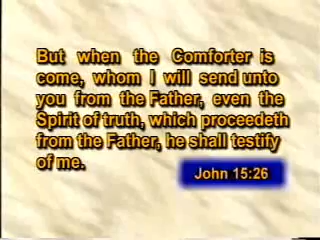 But when the Comforter is
come, whom I will send unto
you from the Father, even the
Spirit of truth, which proceedeth
from the Father, he shall testify
of me.
John 15:26